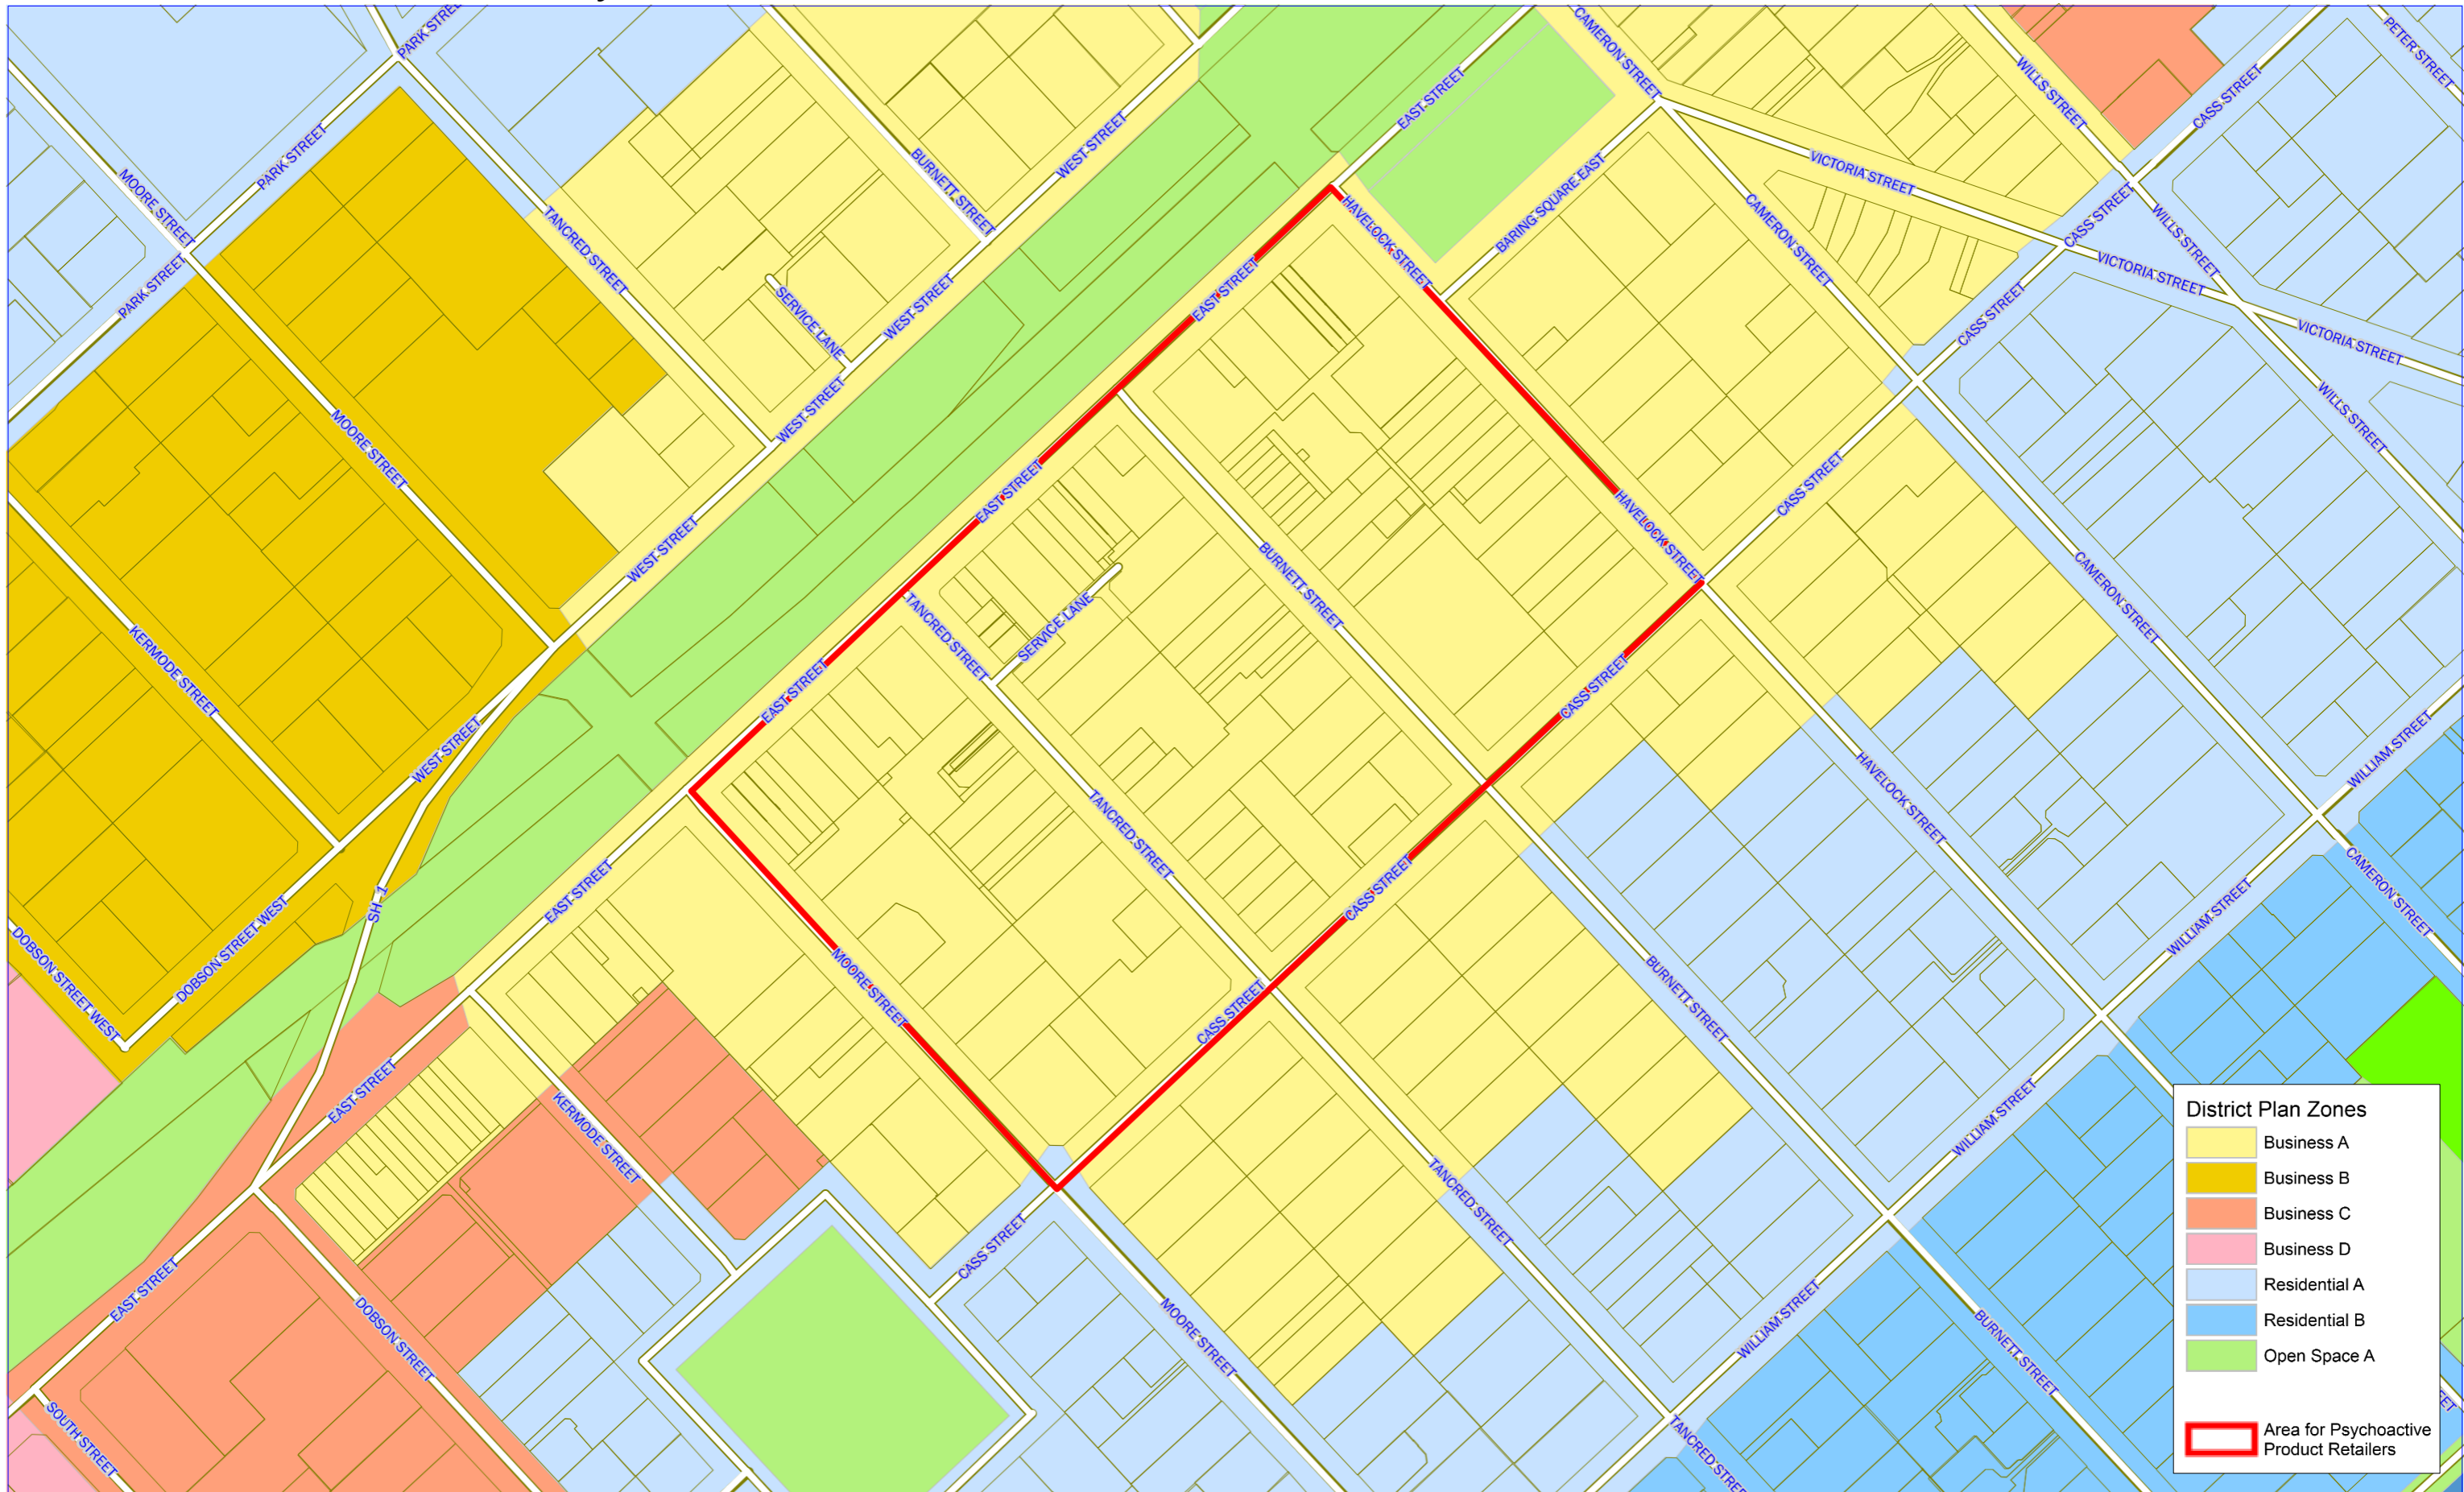 PARK STREET
CAMERON STREET
PETER STREET
WILLS STREET
CASS STREET
EAST STREET
PARK STREET
WEST STREET
BURNETT STREET
VICTORIA STREET
MOORE STREET
TANCRED STREET
HAVELOCK STREET
BARING SQUARE EAST
CAMERON STREET
CASS STREET
WILLS STREET
PARK STREET
EAST STREET
VICTORIA STREET
SERVICE LANE
WEST STREET
CASS STREET
VICTORIA STREET
WEST STREET
MOORE STREET
WILLS STREET
EAST STREET
CASS STREET
HAVELOCK STREET
WEST STREET
BURNETT STREET
CAMERON STREET
KERMODE STREET
TANCRED STREET
SERVICE LANE
EAST STREET
CASS STREET
WEST STREET
WILLIAM STREET
HAVELOCK STREET
TANCRED STREET
EAST STREET
CASS STREET
CAMERON STREET
SH 1
WILLIAM STREET
DOBSON STREET WEST
DOBSON STREET WEST
MOORE STREET
CASS STREET
BURNETT STREET
EAST STREET
KERMODE STREET
WILLIAM STREET
TANCRED STREET
CASS STREET
EAST STREET
DOBSON STREET
MOORE STREET
WILLIAM STREET
BURNETT STREET
SOUTH STREET
TANCRED STREE
District Plan Zones
Business A
Business B
Business C
Business D
Residential A
Residential B
Open Space A
Area for Psychoactive
Product Retailers